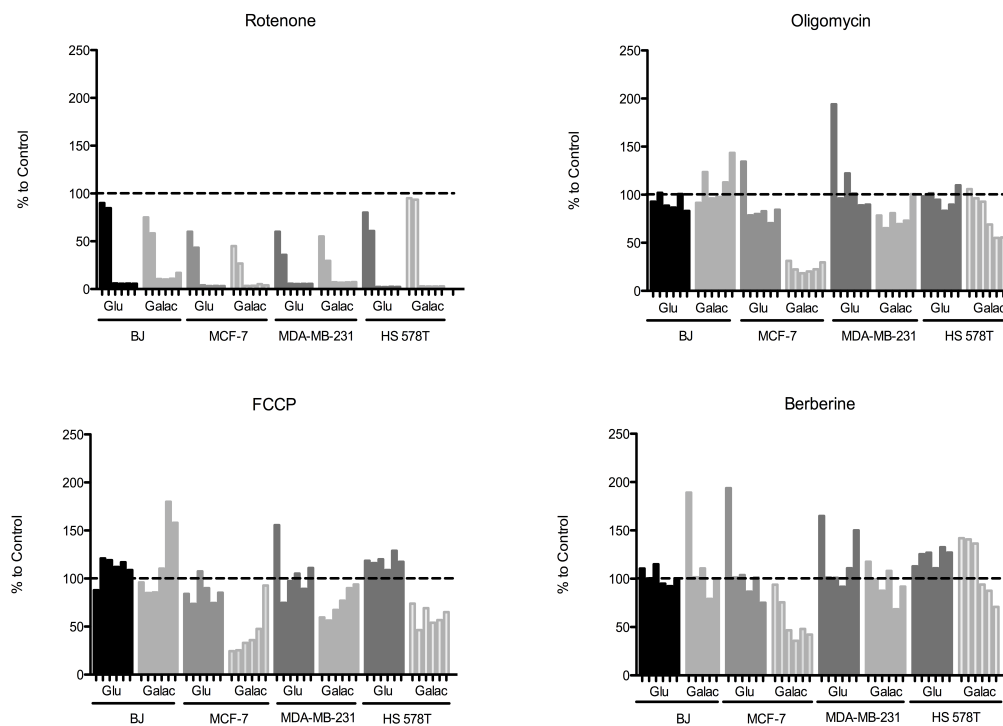 Rotenone
% to Control
250
200
150
100
50
0
Glu Galac Glu Galac Glu Galac Glu Galac
BJ MCF-7 MDA-MB-231 HS 578T
Oligomycin
% to Control
250
200
150
100
50
0
Glu Galac Glu Galac Glu Galac Glu Galac
BJ MCF-7 MDA-MB-231 HS 578T
FCCP
% to Control
250
200
150
100
50
0
Glu Galac Glu Galac Glu Galac Glu Galac
BJ MCF-7 MDA-MB-231 HS 578T
Berberine
% to Control
250
200
150
100
50
0
Glu Galac Glu Galac Glu Galac Glu Galac
BJ MCF-7 MDA-MB-231 HS 578T